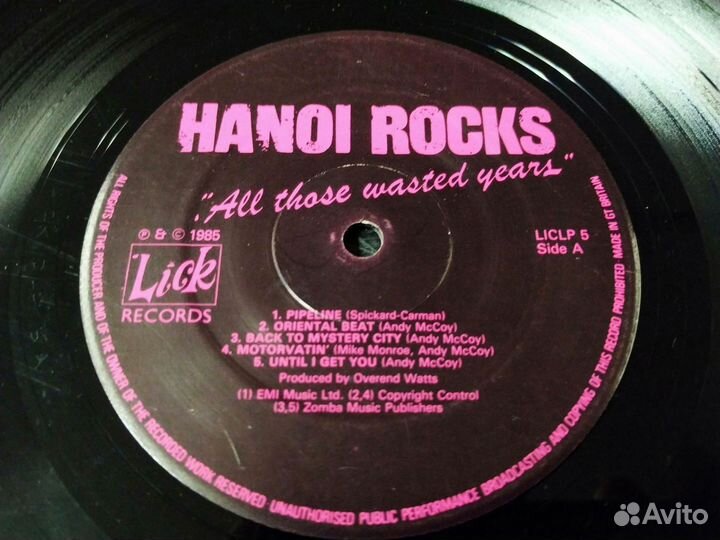 HANOI ROCKS
."All those wasted years"
℗ & © 1985
LICLP 5
Side A
Lick
RECORDS
1. PIPELINE (Spickard-Carman)
2. ORIENTAL BEAT (Andy McCoy)
3. BACK TO MYSTERY CITY (Andy McCoy)
4. MOTORVATIN' (Mike Monroe, Andy McCoy)
5. UNTIL I GET YOU (Andy McCoy)
Produced by Overend Watts
(1) EMI Music Ltd. (2,4) Copyright Control
(3,5) Zomba Music Publishers
ALL RIGHTS OF THE PRODUCER AND OF THE OWNER OF THE RECORDED WORK RESERVED UNAUTHORISED PUBLIC PERFORMANCE BROADCASTING AND COPYING OF THIS RECORD PROHIBITED MADE IN GT BRITAIN
Avito